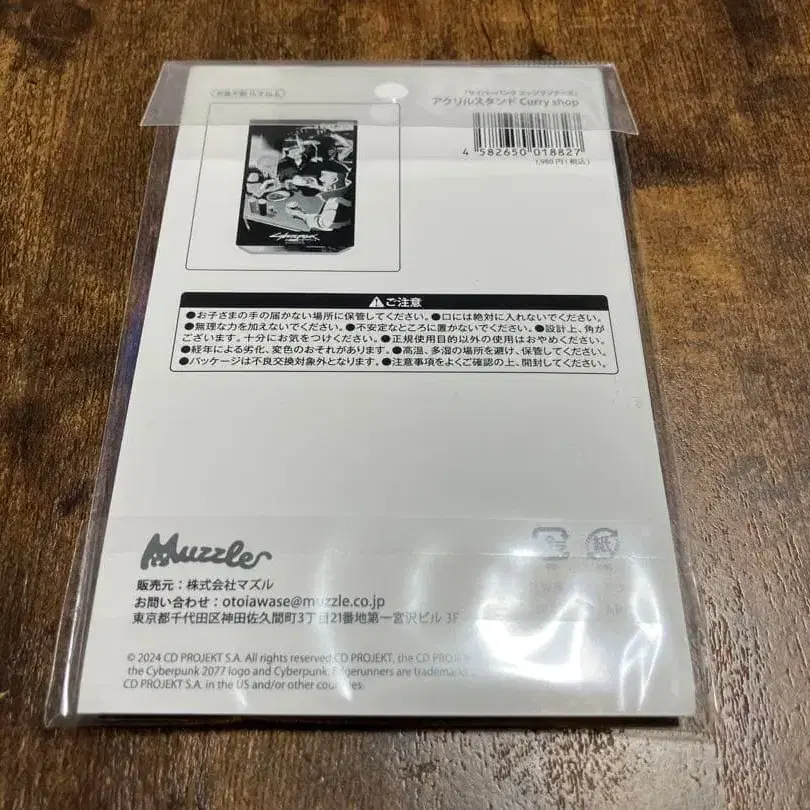 「サイバーパンク エッジランナーズ」
アクリルスタンド Curry shop
4 582650 018827
1,980円(税込)
CYBERPUNK
ご注意
●お子さまの手の届かない場所に保管してください。●口には絶対に入れないでください。
●無理な力を加えないでください。●不安定なところに置かないでください。●設計上、角が
ございます。十分にお気をつけください。●正規使用目的以外の使用はおやめください。
●経年による劣化、変色のおそれがあります。●高温、多湿の場所を避け、保管してください。
●パッケージは不良交換対象外となります。●注意事項をよくご確認の上、開封してください。
Muzzle
紙
販売元:株式会社マズル
お問い合わせ:otoiawase@muzzle.co.jp
東京都千代田区神田佐久間町3丁目21番地第一宮沢ビル 3F
© 2024 CD PROJEKT S.A. All rights reserved. CD PROJEKT, the CD PROJEKT
the Cyberpunk 2077 logo and Cyberpunk: Edgerunners are trademarks
CD PROJEKT S.A. in the US and/or other countries.